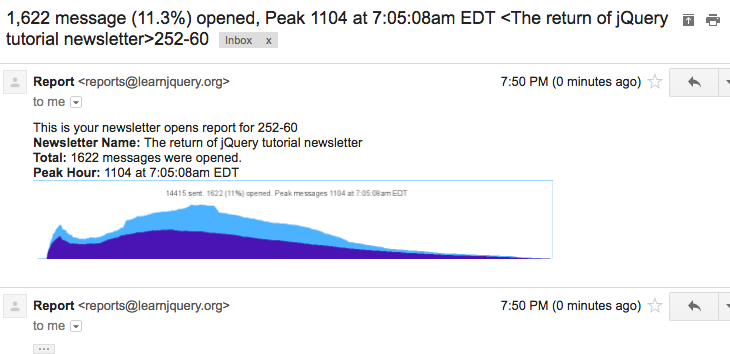 1,622 message (11.3%) opened, Peak 1104 at 7:05:08am EDT <The return of jQuery
tutorial newsletter>252-60 Inbox x
Report <reports@learnjquery.org> 7:50 PM (0 minutes ago)
to me
This is your newsletter opens report for 252-60
Newsletter Name: The return of jQuery tutorial newsletter
Total: 1622 messages were opened.
Peak Hour: 1104 at 7:05:08am EDT
14415 sent. 1622 (11%) opened. Peak messages 1104 at 7:05:08am EDT
Report <reports@learnjquery.org> 7:50 PM (0 minutes ago)
to me